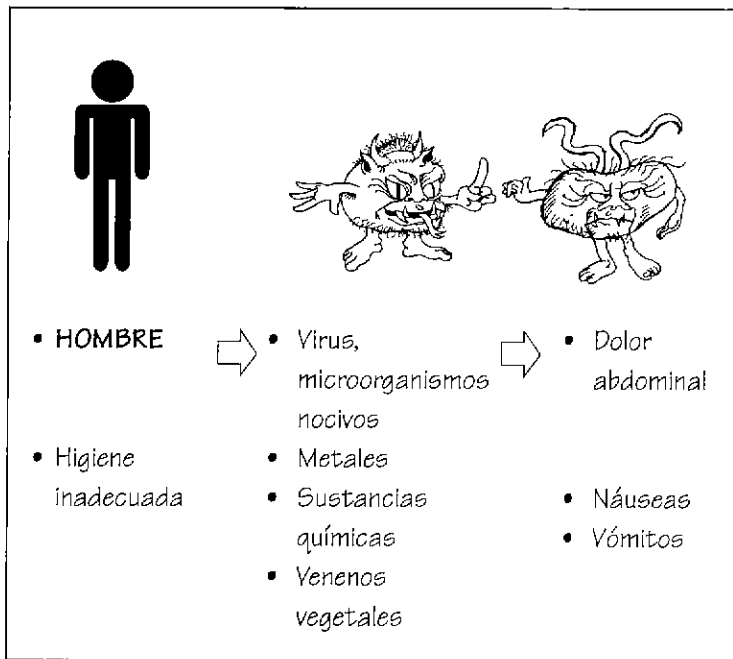 • HOMBRE
• Higiene
inadecuada
• Virus,
microorganismos
nocivos
• Metales
• Sustancias
químicas
• Venenos
vegetales
• Dolor
abdominal
• Náuseas
• Vómitos